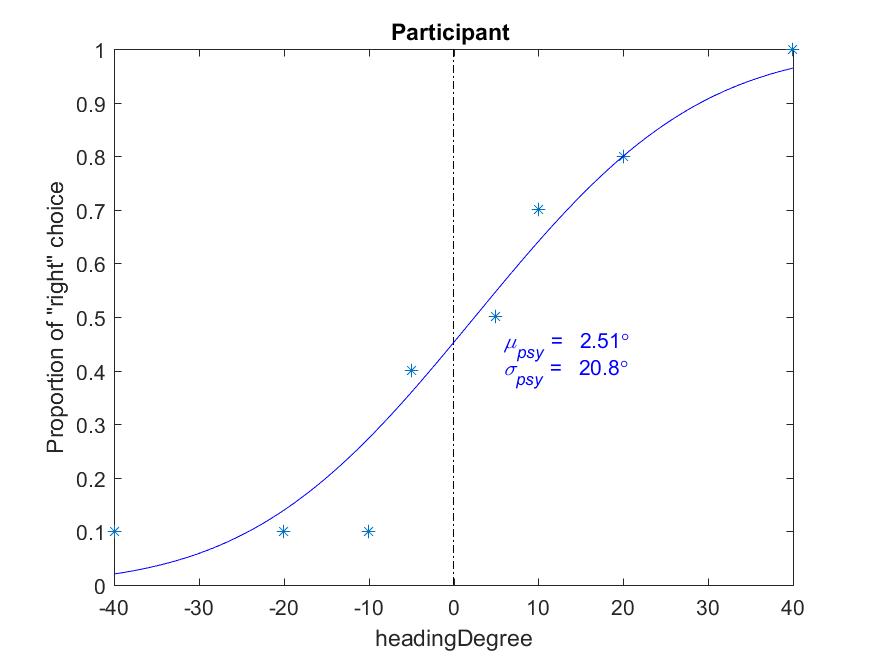 Participant
1
0.9
0.8
0.7
0.6
0.5
0.4
0.3
0.2
0.1
0
Proportion of "right" choice
μpsy = 2.51°
σpsy = 20.8°
-40 -30 -20 -10 0 10 20 30 40
headingDegree